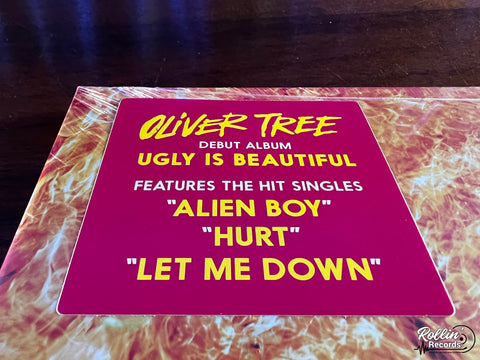 OLIVER TREE
DEBUT ALBUM
UGLY IS BEAUTIFUL
FEATURES THE HIT SINGLES
"ALIEN BOY"
"HURT"
"LET ME DOWN"
Rollin'
Records